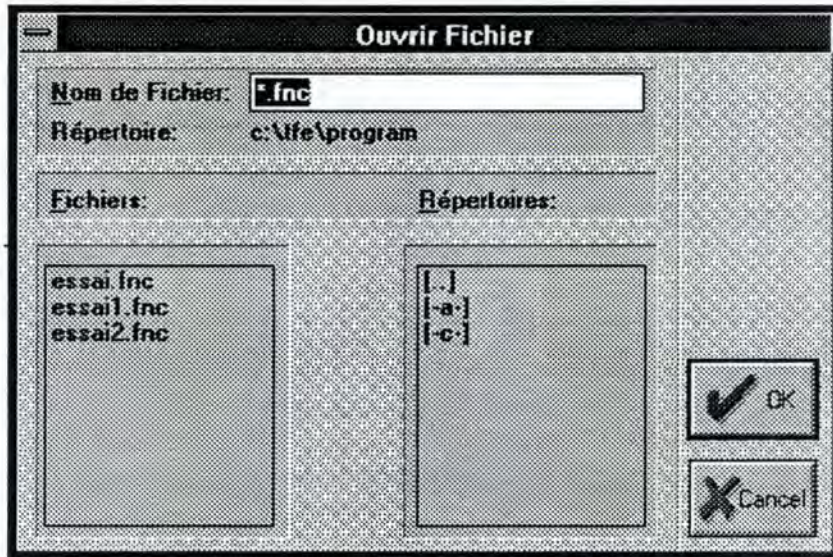 Ouvrir Fichier
Nom de Fichier: *.fnc
Répertoire: c:\tfe\program
Fichiers: Répertoires:
essai.fnc [..]
essai1.fnc [-a-]
essai2.fnc [-c-]
OK
Cancel